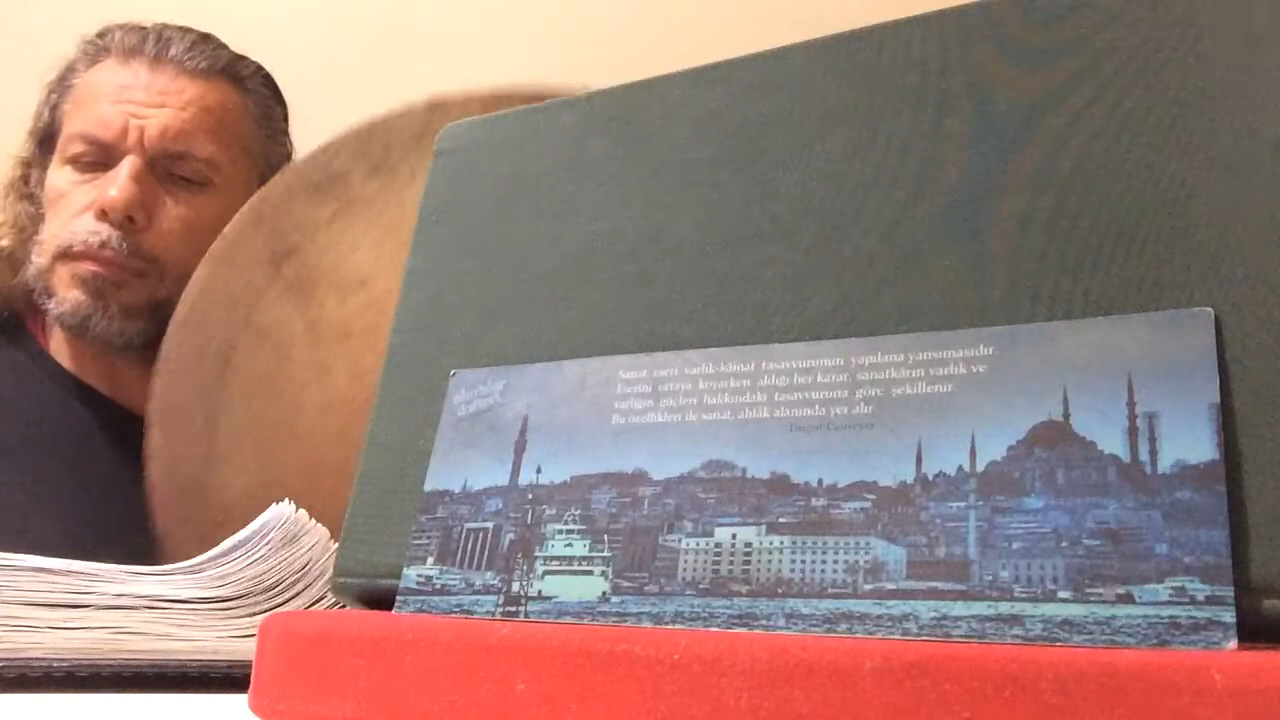 Sanat eseri varlık-kâinat tasavvurunun yapılana yansımasıdır.
Eserini ortaya koyarken aldığı her karar, sanatkârın varlık ve
varlığın güçleri hakkındaki tasavvuruna göre şekillenir.
Bu özellikleri ile sanat, ahlâk alanında yer alır
Turgut Cansever